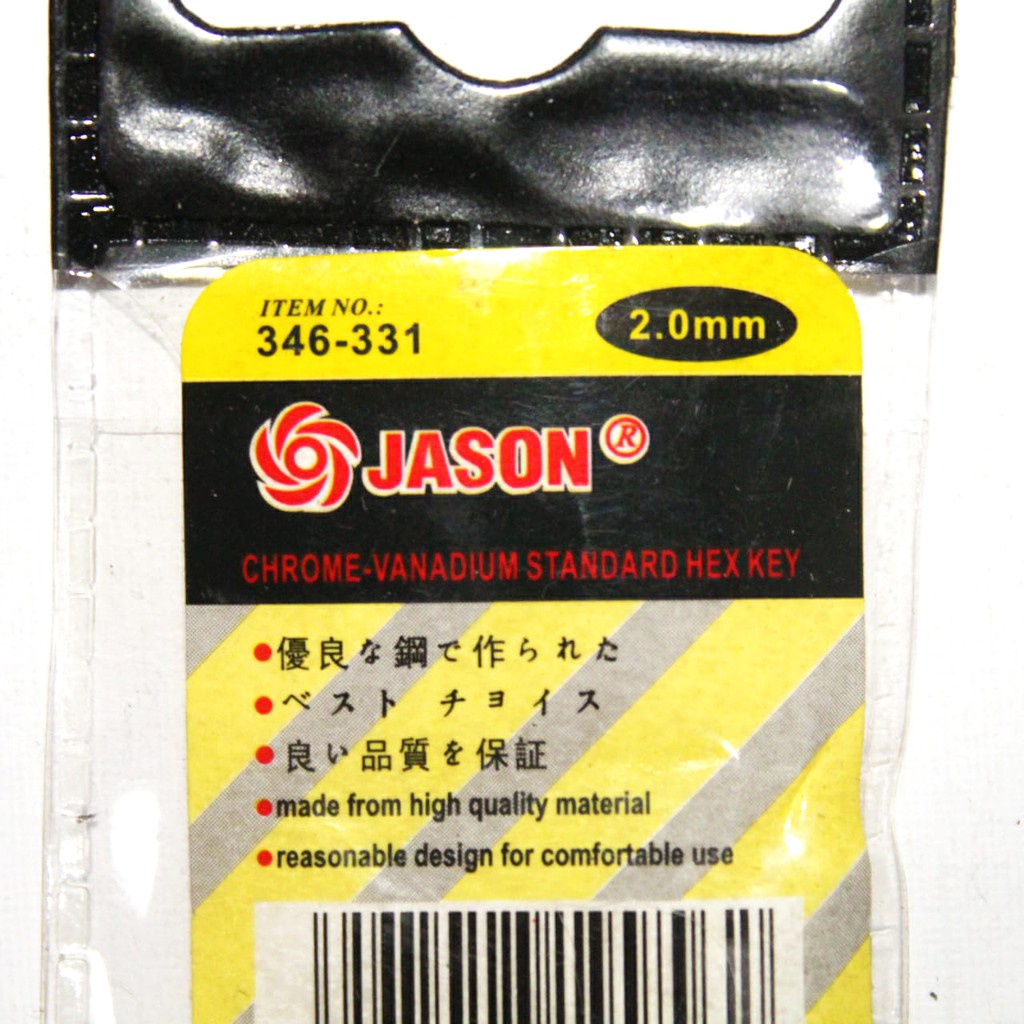 ITEM NO.:
346-331
2.0mm
JASON®
CHROME-VANADIUM STANDARD HEX KEY
●優良な鋼で作られれた
●ベスト チヨイス
●良い品質を保証
●made from high quality material
●reasonable design for comfortable use